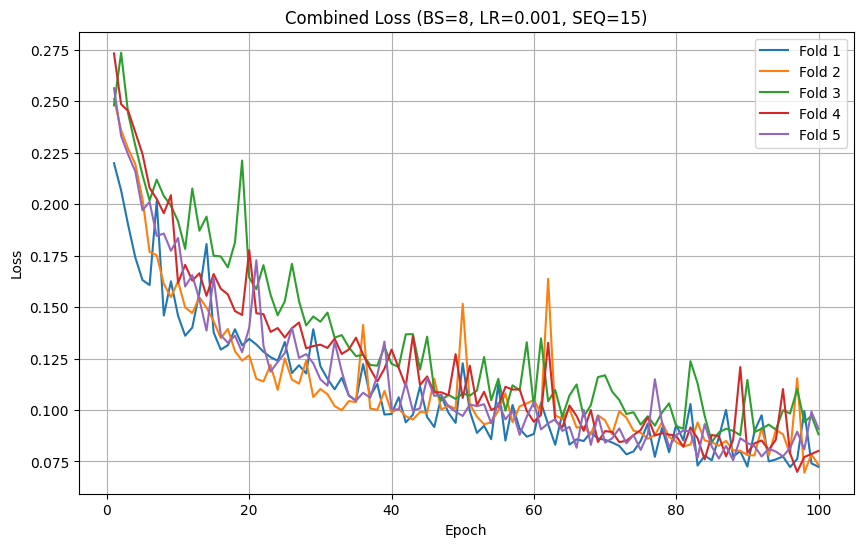 Combined Loss (BS=8, LR=0.001, SEQ=15)
0.275
0.250
0.225
0.200
0.175
0.150
0.125
0.100
0.075
Loss
Fold 1
Fold 2
Fold 3
Fold 4
Fold 5
0 20 40 60 80 100
Epoch